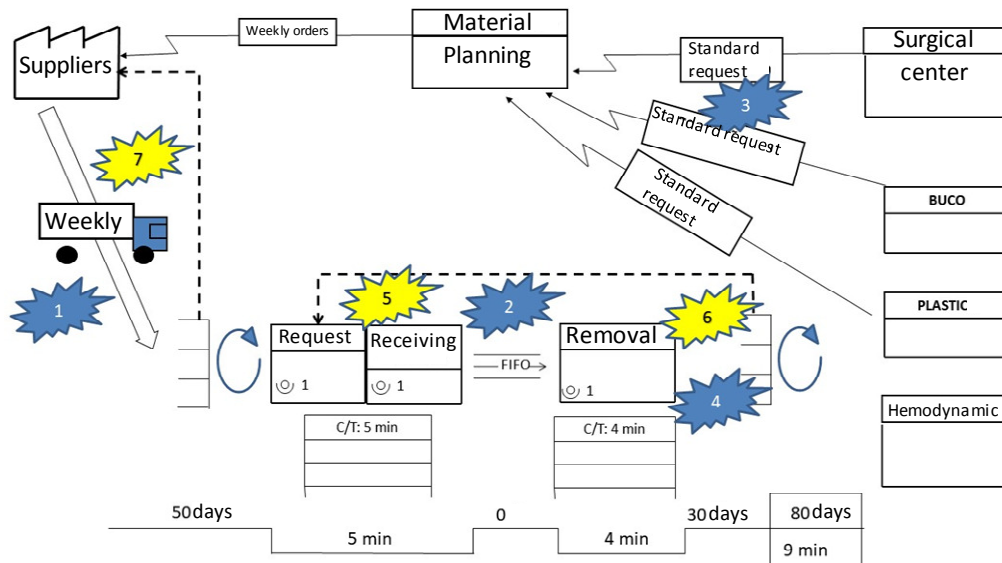 Suppliers
Weekly orders
Material
Planning
Standard
request
Surgical
center
3
Standard request
Standard
request
BUCO
PLASTIC
Hemodynamic
7
Weekly
1
5
2
6
4
Request
1
Receiving
1
FIFO
Removal
1
C/T: 5 min
C/T: 4 min
50days
5 min
0
4 min
30days
80days
9 min